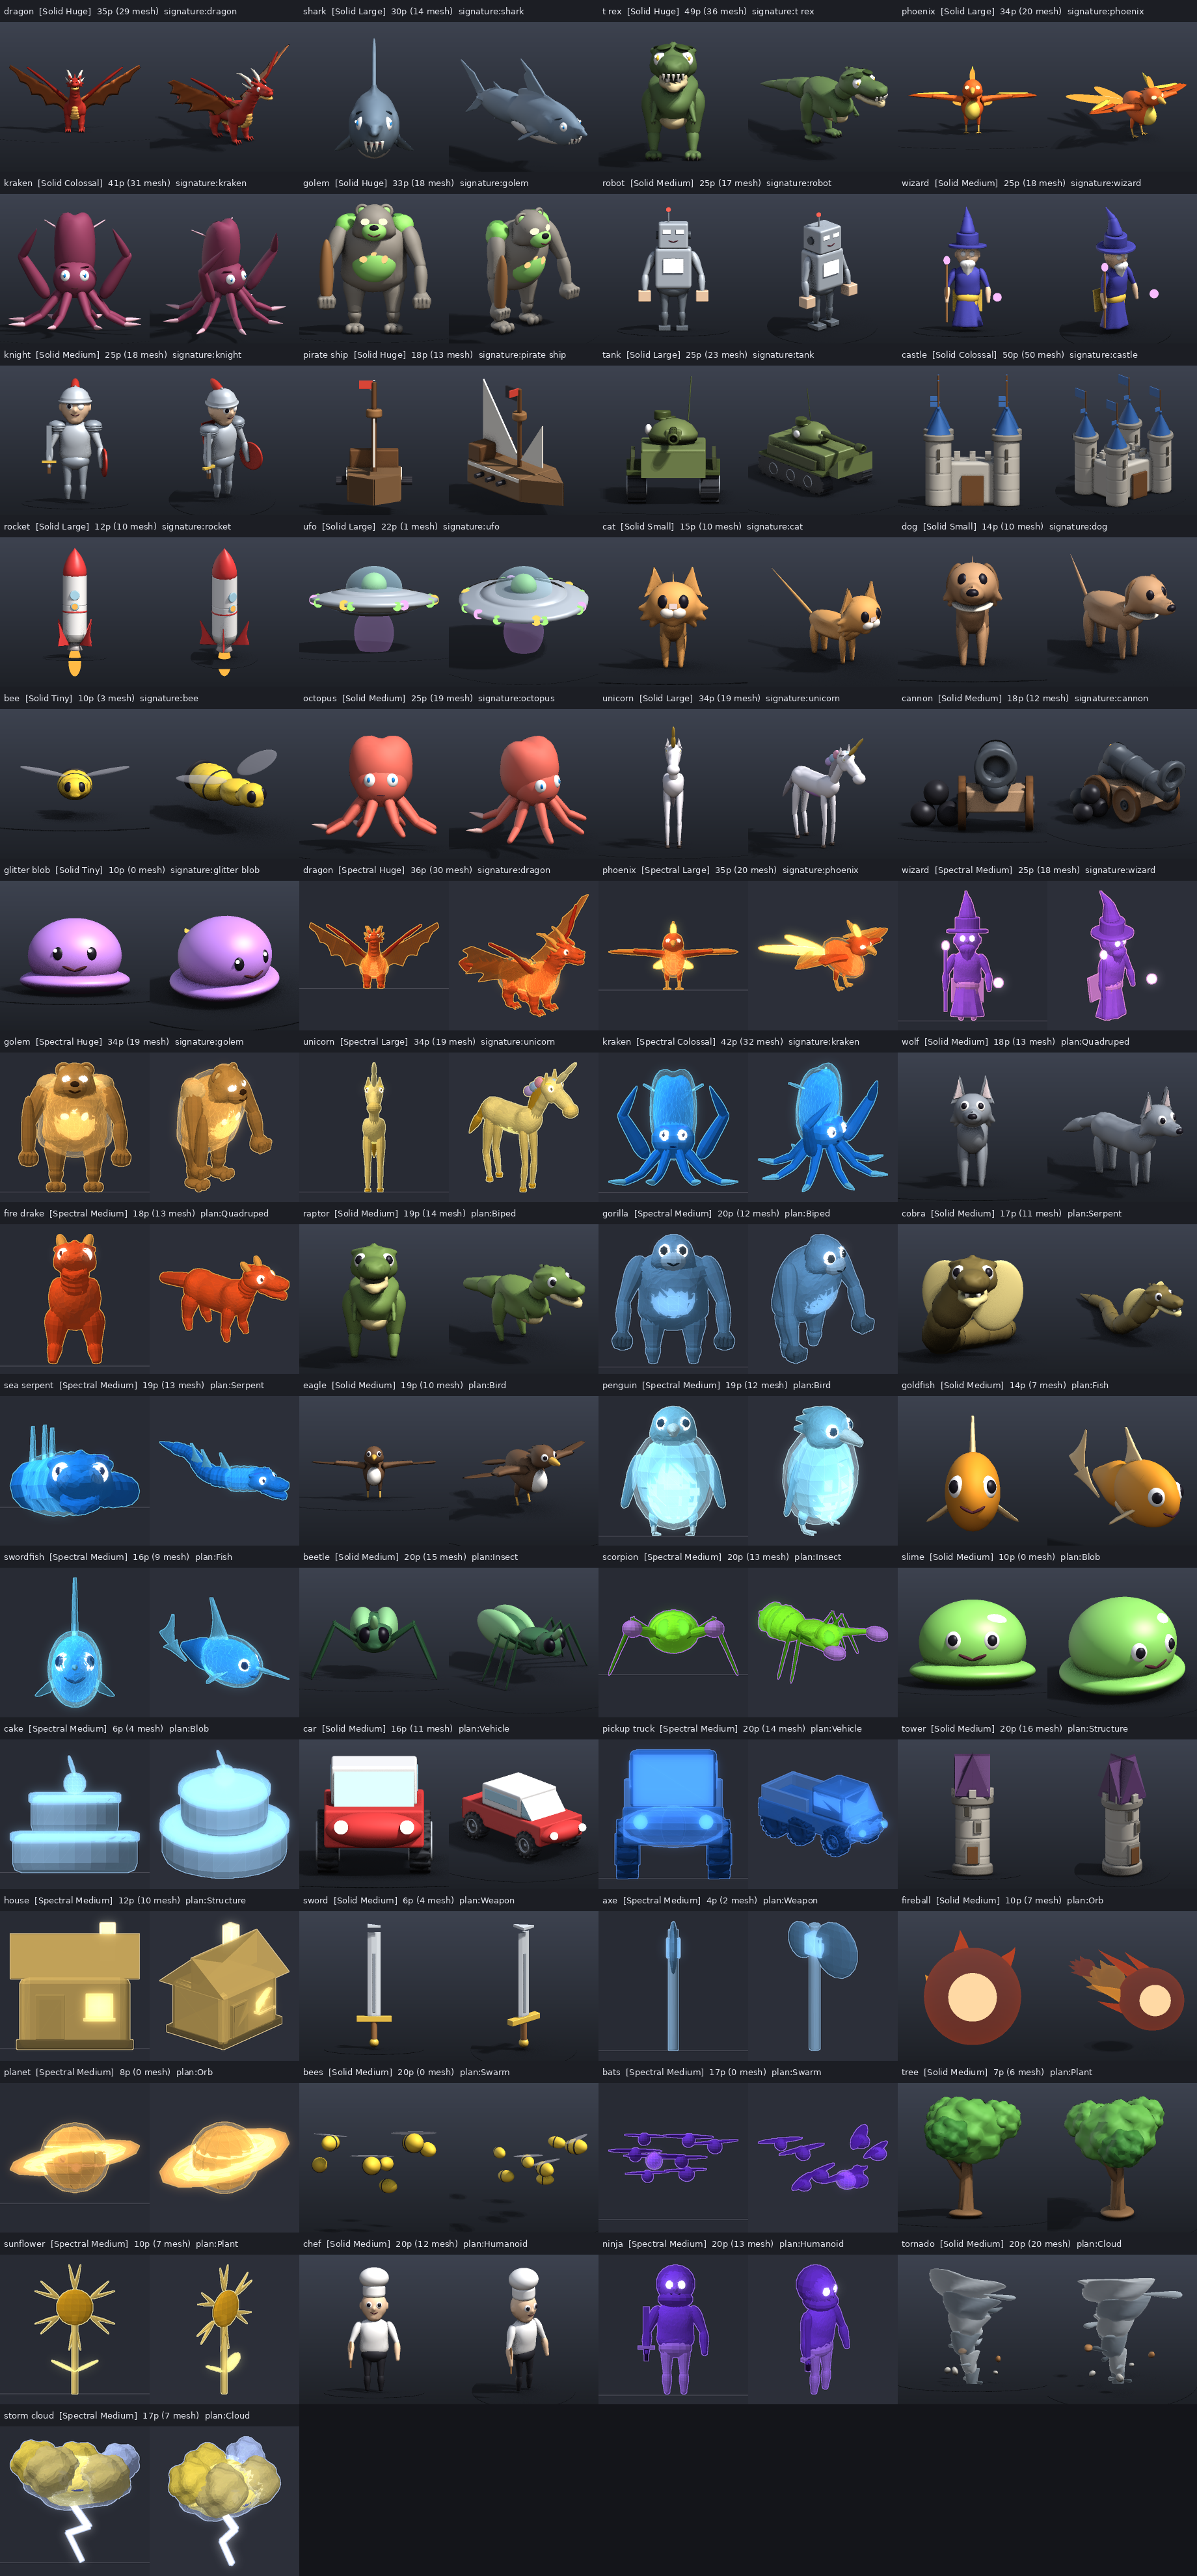 dragon [Solid Huge] 35p (29 mesh) signature:dragon
shark [Solid Large] 30p (14 mesh) signature:shark
t rex [Solid Huge] 49p (36 mesh) signature:t rex
phoenix [Solid Large] 34p (20 mesh) signature:phoenix
kraken [Solid Colossal] 41p (31 mesh) signature:kraken
golem [Solid Huge] 33p (18 mesh) signature:golem
robot [Solid Medium] 25p (17 mesh) signature:robot
wizard [Solid Medium] 25p (18 mesh) signature:wizard
knight [Solid Medium] 25p (18 mesh) signature:knight
pirate ship [Solid Huge] 18p (13 mesh) signature:pirate ship
tank [Solid Large] 25p (23 mesh) signature:tank
castle [Solid Colossal] 50p (50 mesh) signature:castle
rocket [Solid Large] 12p (10 mesh) signature:rocket
ufo [Solid Large] 22p (1 mesh) signature:ufo
cat [Solid Small] 15p (10 mesh) signature:cat
dog [Solid Small] 14p (10 mesh) signature:dog
bee [Solid Tiny] 10p (3 mesh) signature:bee
octopus [Solid Medium] 25p (19 mesh) signature:octopus
unicorn [Solid Large] 34p (19 mesh) signature:unicorn
cannon [Solid Medium] 18p (12 mesh) signature:cannon
glitter blob [Solid Tiny] 10p (0 mesh) signature:glitter blob
dragon [Spectral Huge] 36p (30 mesh) signature:dragon
phoenix [Spectral Large] 35p (20 mesh) signature:phoenix
wizard [Spectral Medium] 25p (18 mesh) signature:wizard
golem [Spectral Huge] 34p (19 mesh) signature:golem
unicorn [Spectral Large] 34p (19 mesh) signature:unicorn
kraken [Spectral Colossal] 42p (32 mesh) signature:kraken
wolf [Solid Medium] 18p (13 mesh) plan:Quadruped
fire drake [Spectral Medium] 18p (13 mesh) plan:Quadruped
raptor [Solid Medium] 19p (14 mesh) plan:Biped
gorilla [Spectral Medium] 20p (12 mesh) plan:Biped
cobra [Solid Medium] 17p (11 mesh) plan:Serpent
sea serpent [Spectral Medium] 19p (13 mesh) plan:Serpent
eagle [Solid Medium] 19p (10 mesh) plan:Bird
penguin [Spectral Medium] 19p (12 mesh) plan:Bird
goldfish [Solid Medium] 14p (7 mesh) plan:Fish
swordfish [Spectral Medium] 16p (9 mesh) plan:Fish
beetle [Solid Medium] 20p (15 mesh) plan:Insect
scorpion [Spectral Medium] 20p (13 mesh) plan:Insect
slime [Solid Medium] 10p (0 mesh) plan:Blob
cake [Spectral Medium] 6p (4 mesh) plan:Blob
car [Solid Medium] 16p (11 mesh) plan:Vehicle
pickup truck [Spectral Medium] 20p (14 mesh) plan:Vehicle
tower [Solid Medium] 20p (16 mesh) plan:Structure
house [Spectral Medium] 12p (10 mesh) plan:Structure
sword [Solid Medium] 6p (4 mesh) plan:Weapon
axe [Spectral Medium] 4p (2 mesh) plan:Weapon
fireball [Solid Medium] 10p (7 mesh) plan:Orb
planet [Spectral Medium] 8p (0 mesh) plan:Orb
bees [Solid Medium] 20p (0 mesh) plan:Swarm
bats [Spectral Medium] 17p (0 mesh) plan:Swarm
tree [Solid Medium] 7p (6 mesh) plan:Plant
sunflower [Spectral Medium] 10p (7 mesh) plan:Plant
chef [Solid Medium] 20p (12 mesh) plan:Humanoid
ninja [Spectral Medium] 20p (13 mesh) plan:Humanoid
tornado [Solid Medium] 20p (20 mesh) plan:Cloud
storm cloud [Spectral Medium] 17p (7 mesh) plan:Cloud